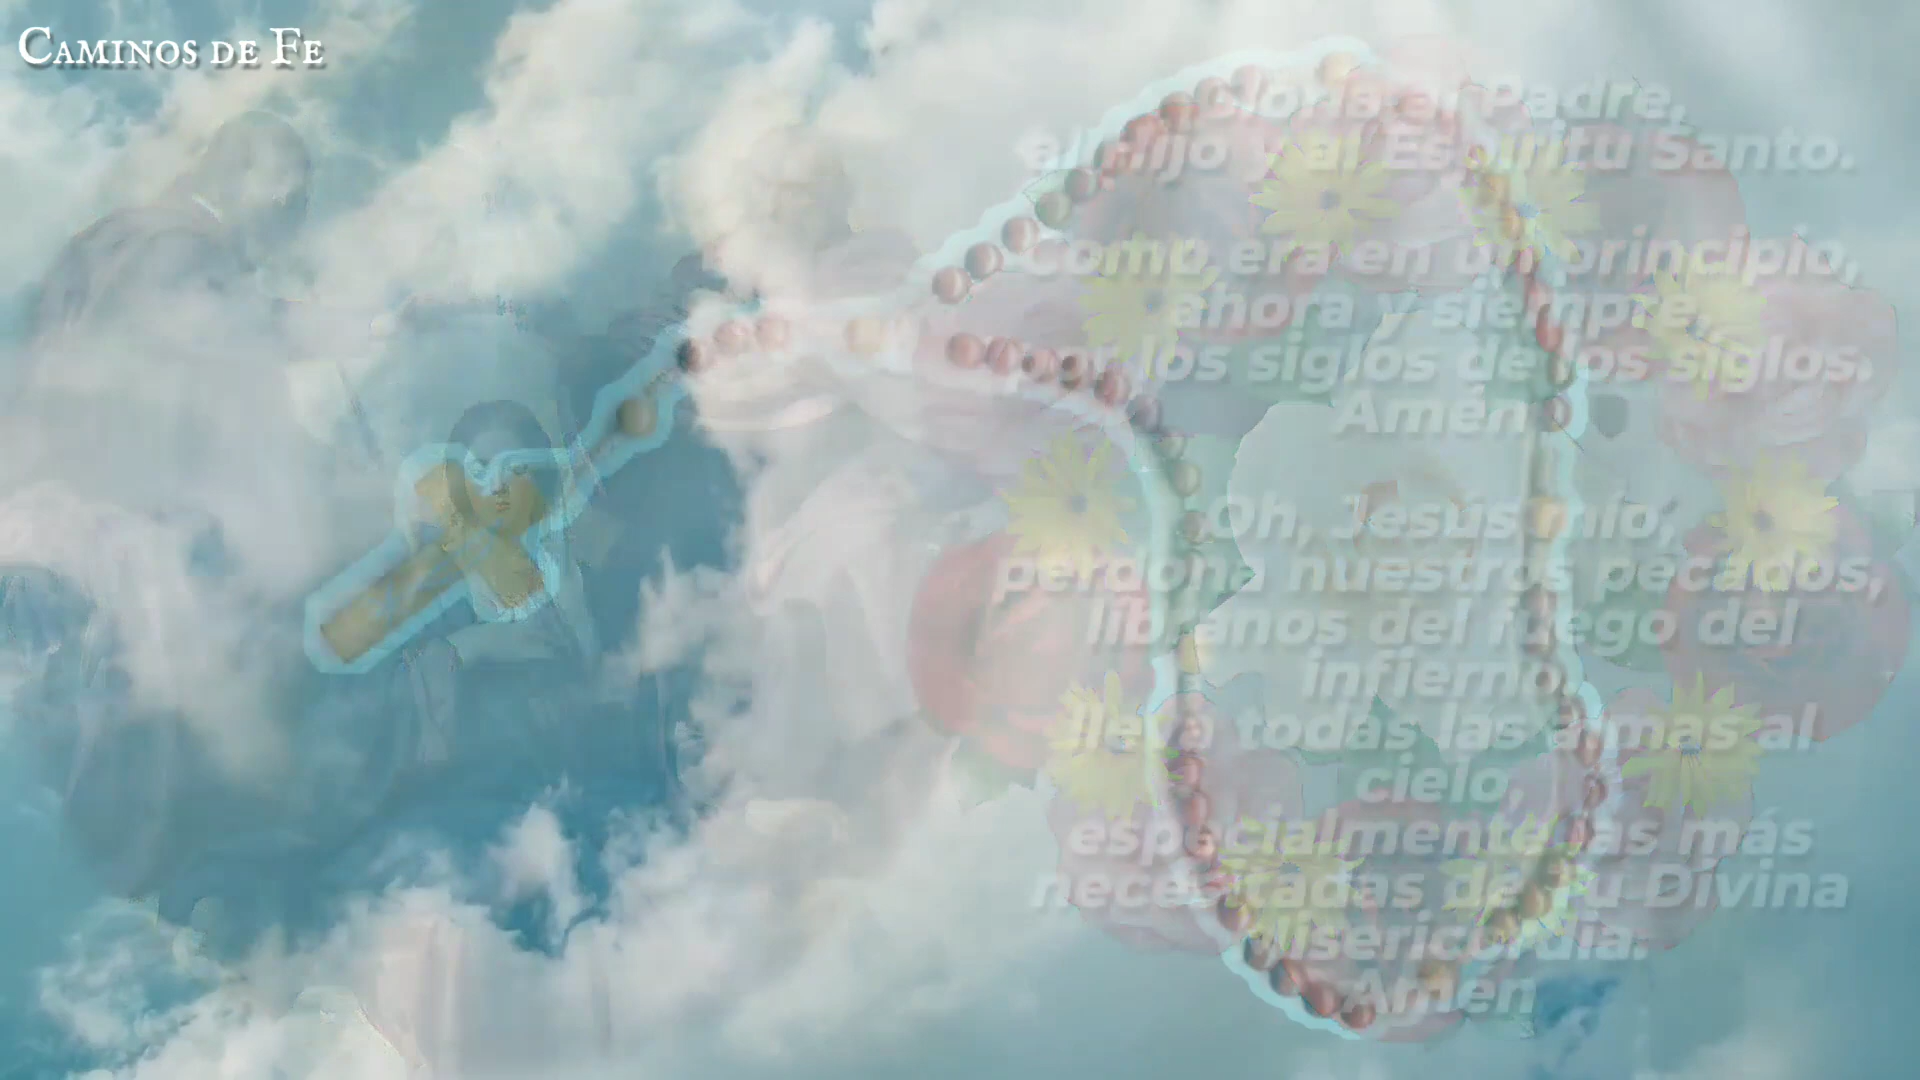 Caminos de Fe
Gloria al Padre,
al Hijo y al Espíritu Santo.
Como era en un principio,
ahora y siempre,
por los siglos de los siglos.
Amén
Oh, Jesús mío,
perdona nuestros pecados,
líbranos del fuego del
infierno,
lleva todas las almas al
cielo,
especialmente las más
necesitadas de Tu Divina
Misericordia.
Amén